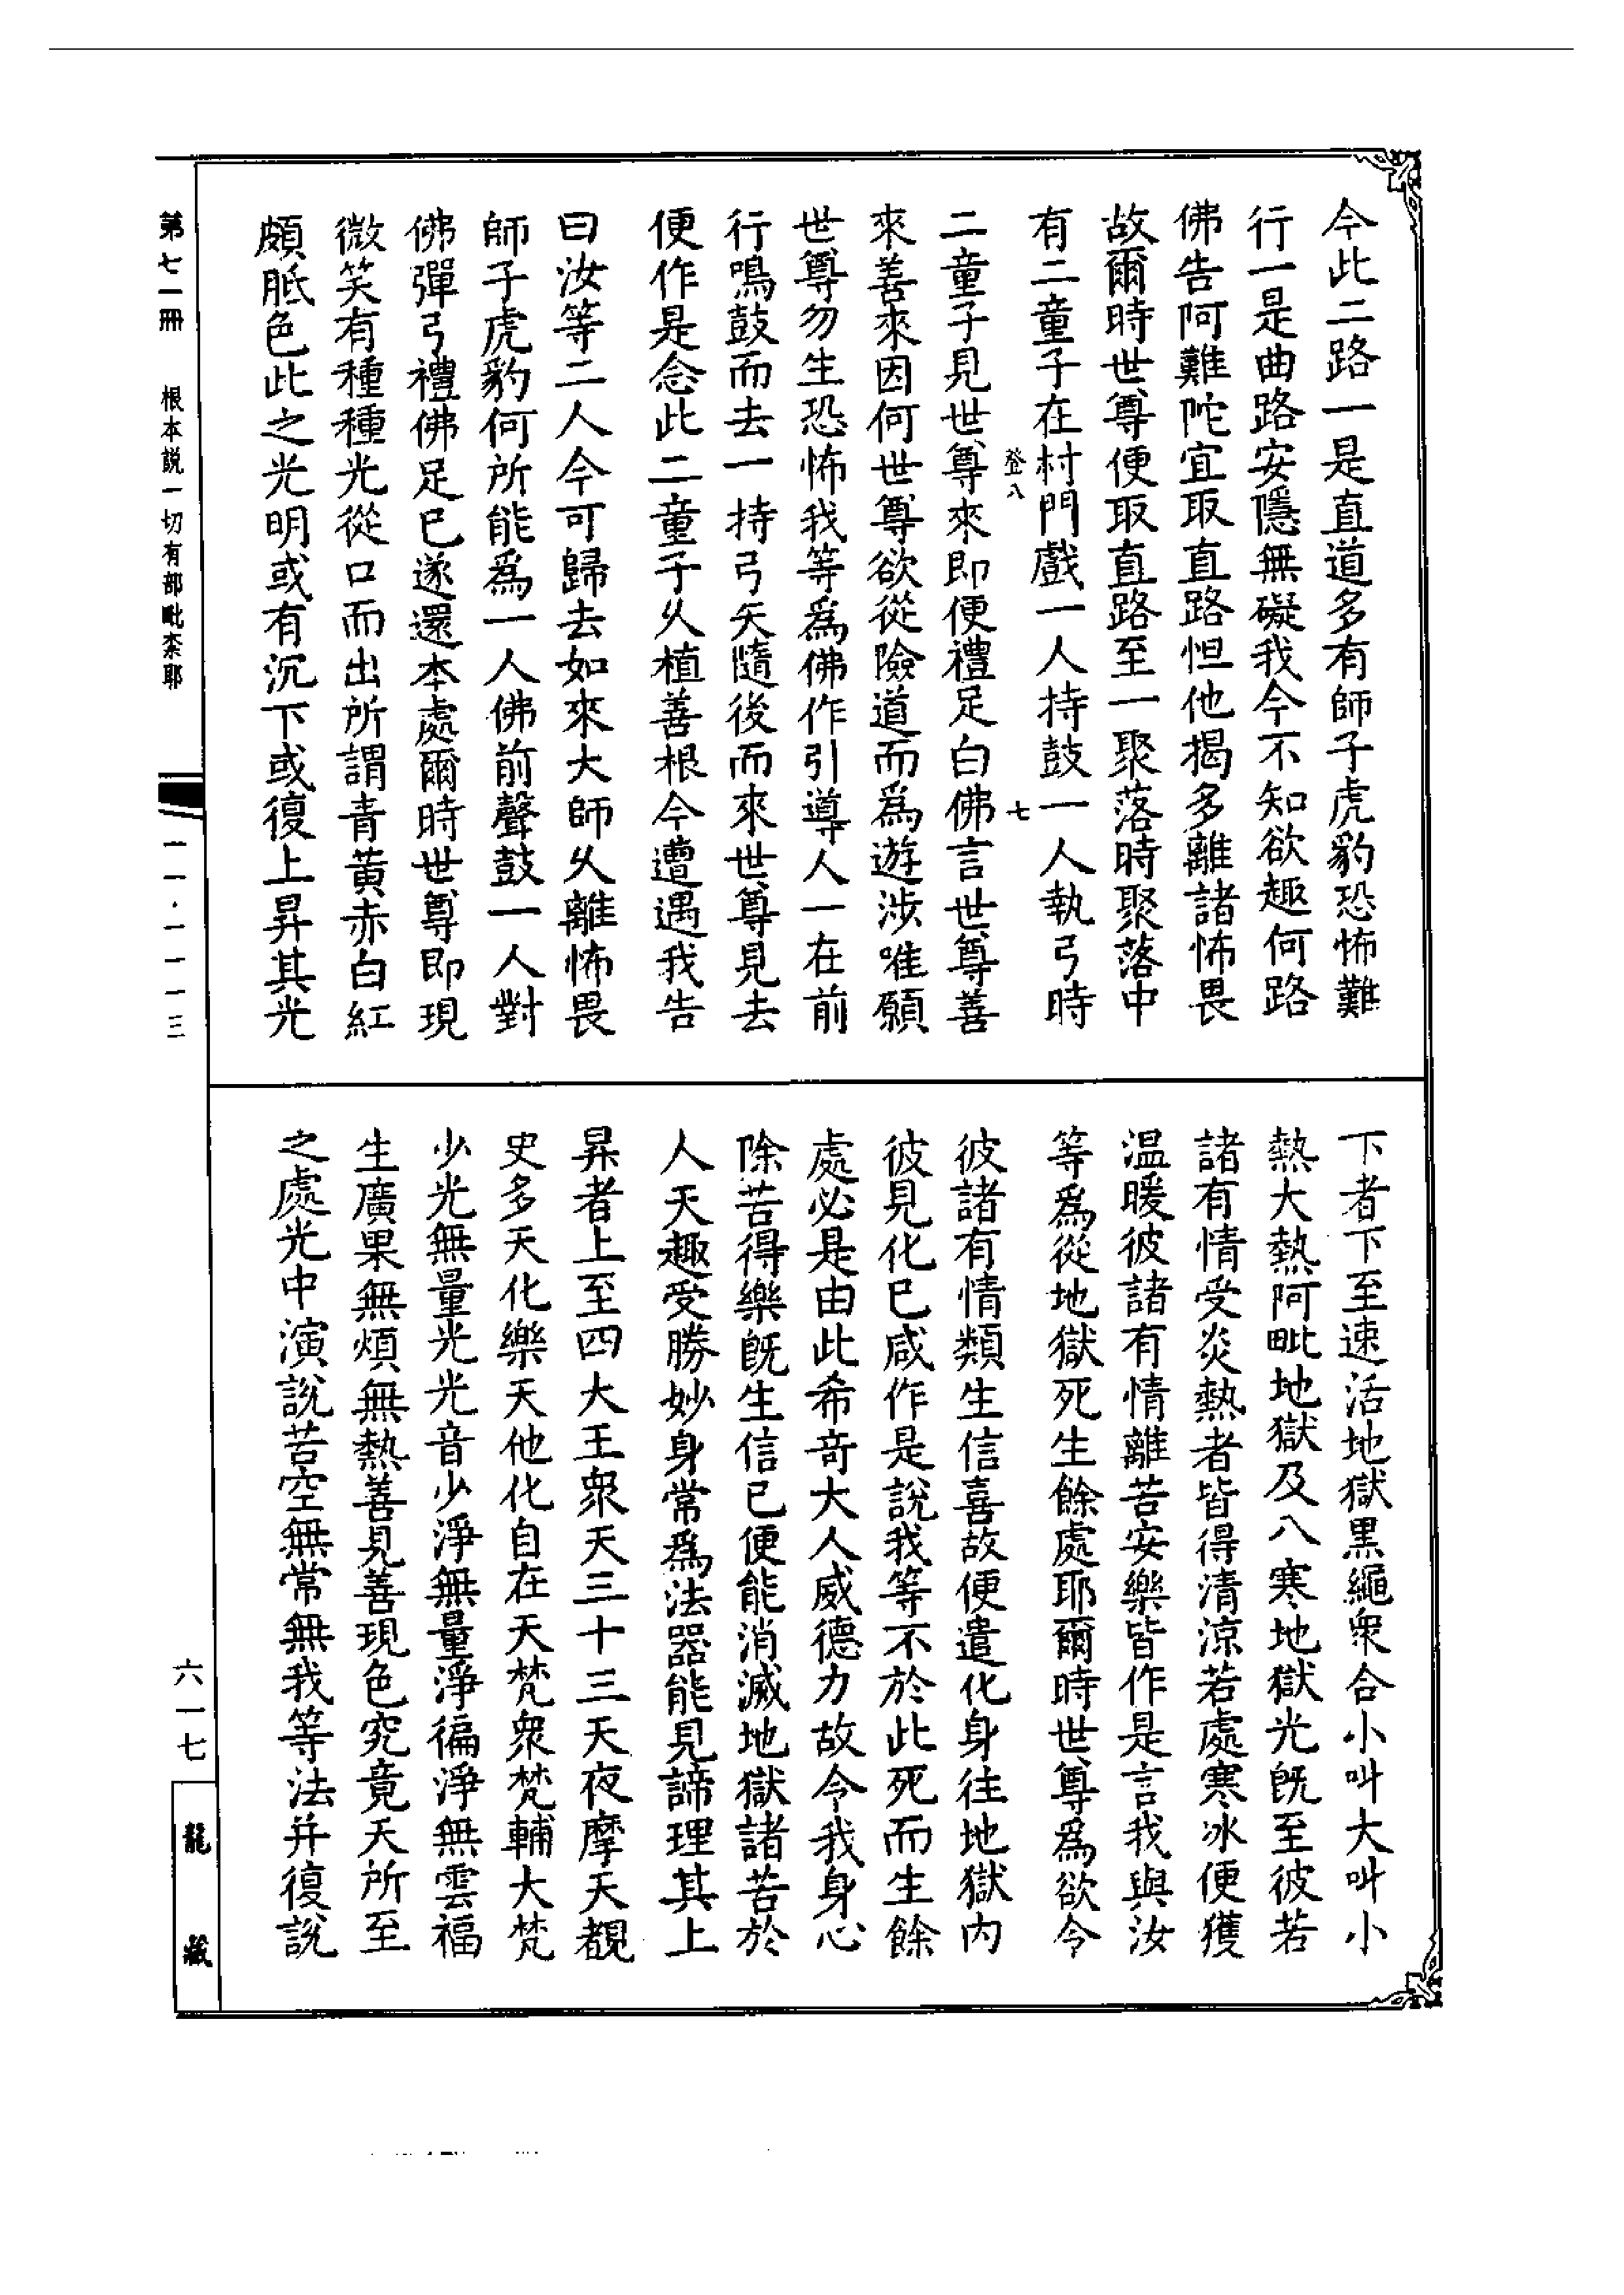 今此二路一是直道多有師子虎豹恐怖難
行一是曲路安隱無礙我今不知欲趣何路
佛告阿難陀宜取直路怛他揭多離諸怖畏
故爾時世尊便取直路至一聚落時聚落中
有二童子在村門戲一人持鼓一人執弓時
登八 七
二童子見世尊來即便禮足白佛言世尊善
來善來因何世尊欲從險道而爲遊涉唯願
世尊勿生恐怖我等爲佛作引導人一在前
行鳴鼓而去一持弓矢隨後而來世尊見去
便作是念此二童子乆植善根今遭遇我告
曰汝等二人今可歸去如來大師乆離怖畏
師子虎豹何所能爲一人佛前聲鼓一人對
佛彈弓禮佛足已遂還本處爾時世尊即現
微笑有種種光從口而出所謂青黃赤白紅
頗胝色此之光明或有沉下或復上昇其光
下者下至速活地獄黑繩衆合小叫大叫小
熱大熱阿毗地獄及八寒地獄光既至彼若
諸有情受炎熱者皆得清涼若處寒冰便獲
温暖彼諸有情離苦安樂皆作是言我與汝
等爲從地獄死生餘處耶爾時世尊爲欲令
彼諸有情類生信喜故便遣化身往地獄内
彼見化已咸作是說我等不於此死而生餘
處必是由此希奇大人威德力故令我身心
除苦得樂既生信已便能消滅地獄諸苦於
人天趣受勝妙身常爲法器能見諦理其上
昇者上至四大王衆天三十三天夜摩天覩
史多天化樂天他化自在天梵衆梵輔大梵
少光無量光光音少淨無量淨徧淨無雲福
生廣果無煩無熱善見善現色究竟天所至
之處光中演說苦空無常無我等法并復說
第七一冊 根本説一切有部毗柰耶
一一·一一一三
六一七
龍藏